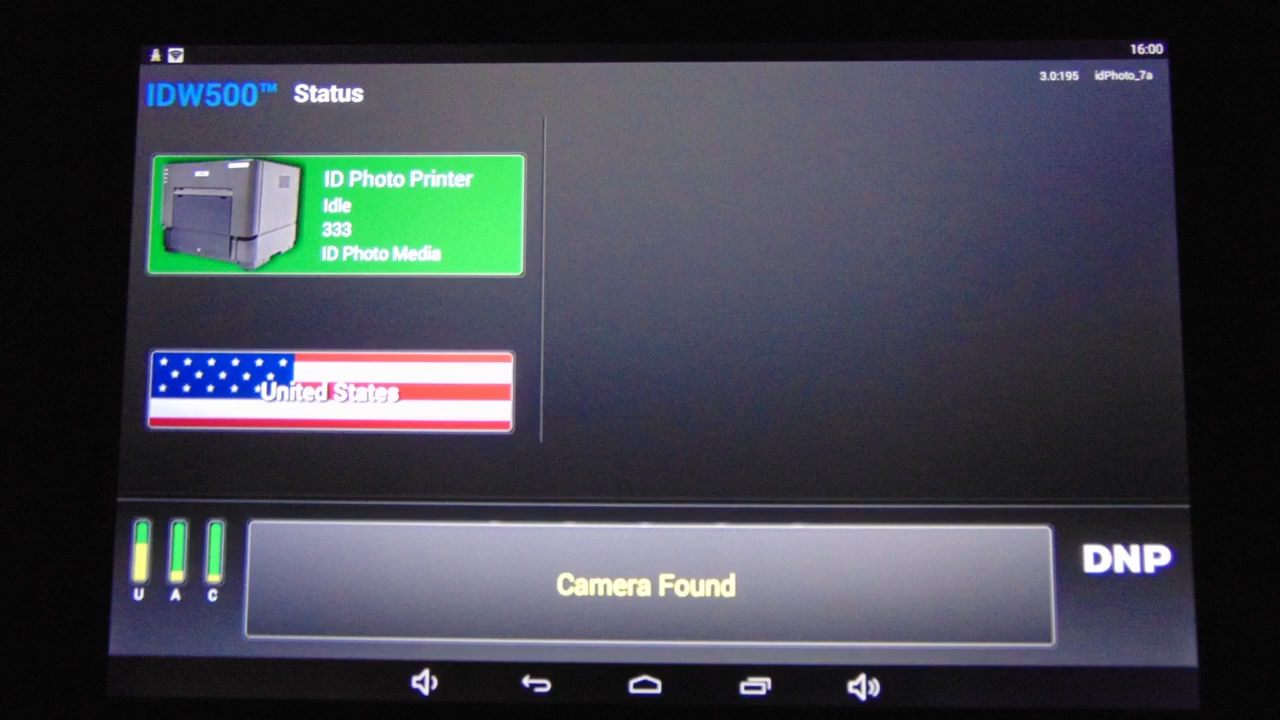 16:00
3.0:195 idPhoto_7a
IDW500™ Status
ID Photo Printer
Idle
333
ID Photo Media
United States
U A C
Camera Found
DNP